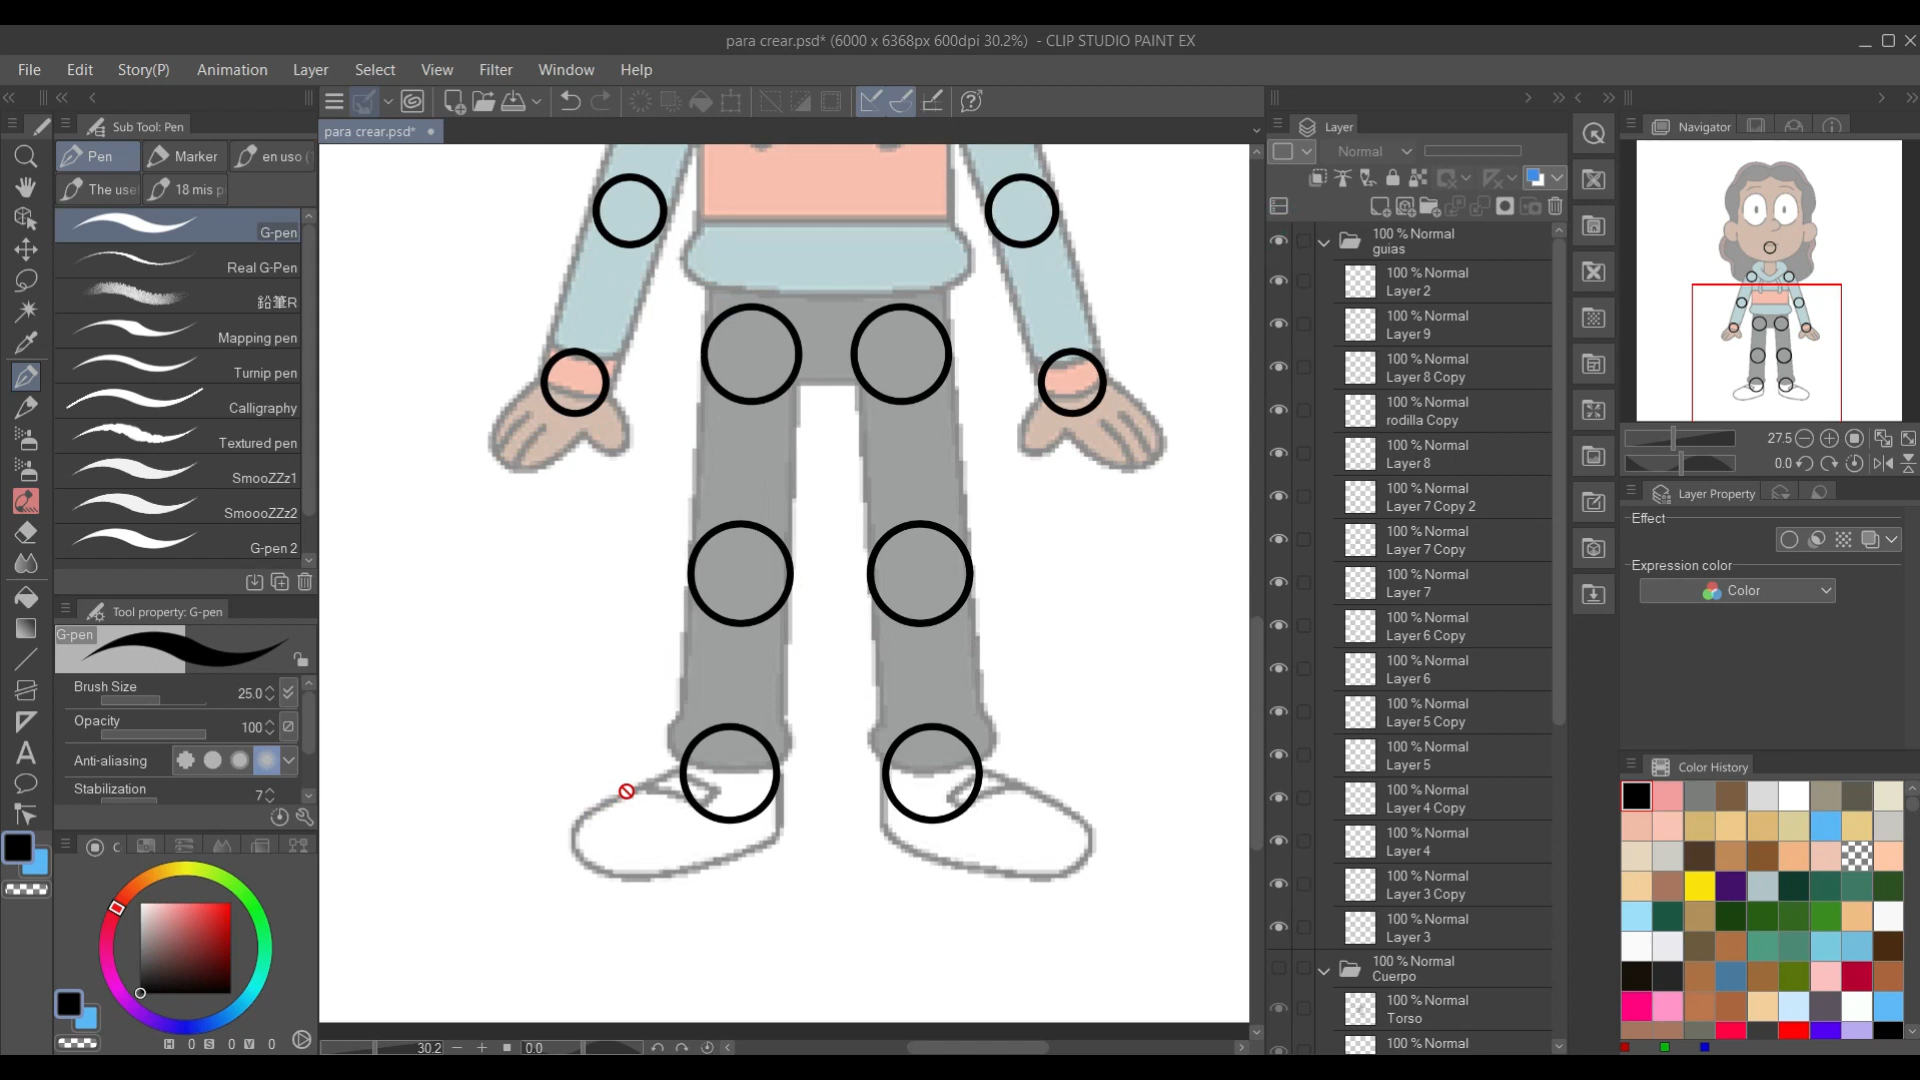 para crear.psd* (6000 x 6368px 600dpi 30.2%) - CLIP STUDIO PAINT EX
File Edit Story(P) Animation Layer Select View Filter Window Help
Sub Tool: Pen
para crear.psd*
Layer
Navigator
Pen Marker en uso (
The use 18 mis p
Normal
G-pen
Real G-Pen
鉛筆R
Mapping pen
Turnip pen
Calligraphy
Textured pen
SmooZZz1
SmoooZZz2
G-pen 2
100 % Normal
guias
100 % Normal
Layer 2
100 % Normal
Layer 9
100 % Normal
Layer 8 Copy
100 % Normal
rodilla Copy
100 % Normal
Layer 8
100 % Normal
Layer 7 Copy 2
100 % Normal
Layer 7 Copy
100 % Normal
Layer 7
100 % Normal
Layer 6 Copy
100 % Normal
Layer 6
100 % Normal
Layer 5 Copy
100 % Normal
Layer 5
100 % Normal
Layer 4 Copy
100 % Normal
Layer 4
100 % Normal
Layer 3 Copy
100 % Normal
Layer 3
100 % Normal
Cuerpo
100 % Normal
Torso
100 % Normal
27.5
0.0
Layer Property
Effect
Expression color
Color
Color History
Tool property: G-pen
G-pen
Brush Size 25.0
Opacity 100
Anti-aliasing
Stabilization 7
C
H 0 S 0 V 0
30.2 0.0